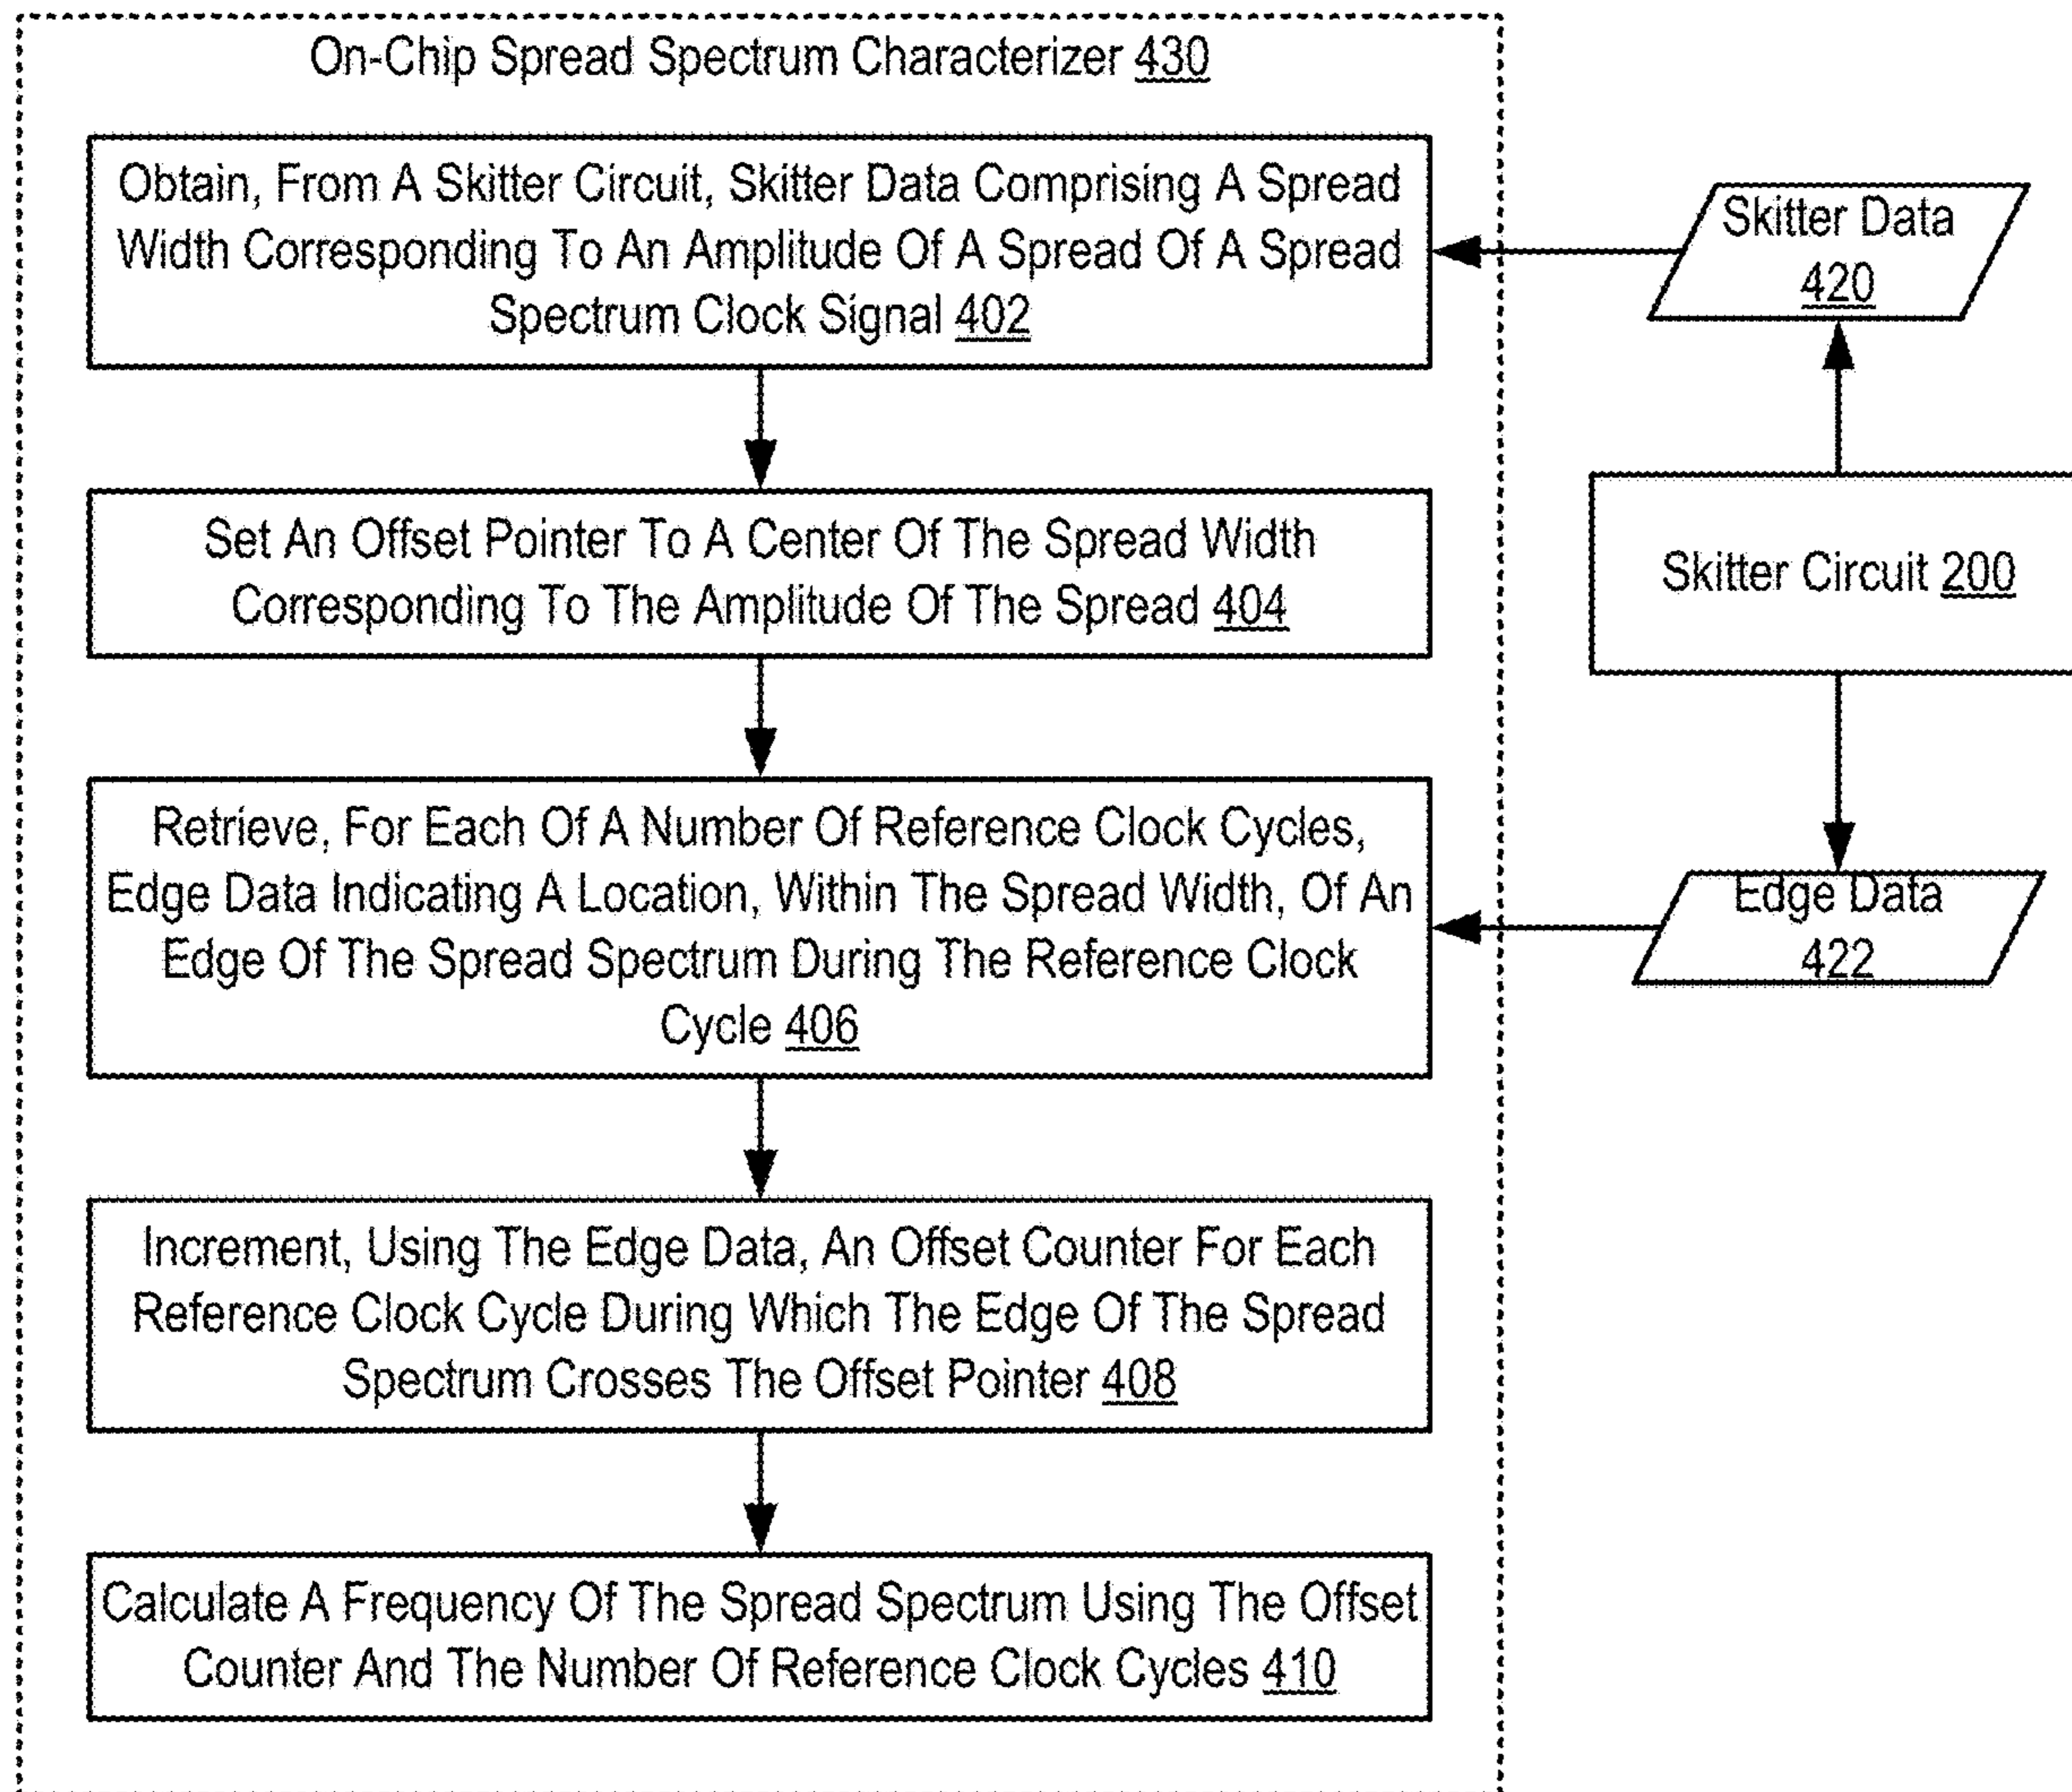 On-Chip Spread Spectrum Characterizer 430
Obtain, From A Skitter Circuit, Skitter Data Comprising A Spread
Width Corresponding To An Amplitude Of A Spread Of A Spread
Spectrum Clock Signal 402
Skitter Data
420
Set An Offset Pointer To A Center Of The Spread Width
Corresponding To The Amplitude Of The Spread 404
Skitter Circuit 200
Retrieve, For Each Of A Number Of Reference Clock Cycles,
Edge Data Indicating A Location, Within The Spread Width, Of An
Edge Of The Spread Spectrum During The Reference Clock
Cycle 406
Edge Data
422
Increment, Using The Edge Data, An Offset Counter For Each
Reference Clock Cycle During Which The Edge Of The Spread
Spectrum Crosses The Offset Pointer 408
Calculate A Frequency Of The Spread Spectrum Using The Offset
Counter And The Number Of Reference Clock Cycles 410